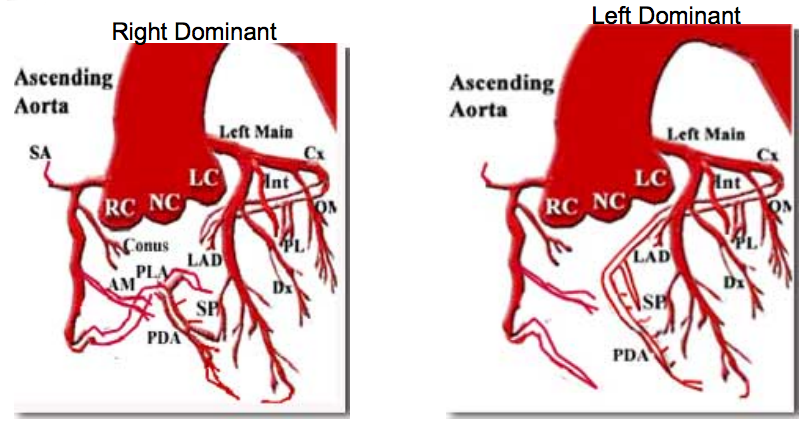 Right Dominant
Ascending
Aorta
SA
Left Main
Cx
LC
Int
RC
NC
OM
Conus
PL
LAD
PLA
AM
Dx
SP
PDA
Left Dominant
Ascending
Aorta
Left Main
Cx
LC
Int
RC
NC
OM
PL
LAD
Dx
SP
PDA